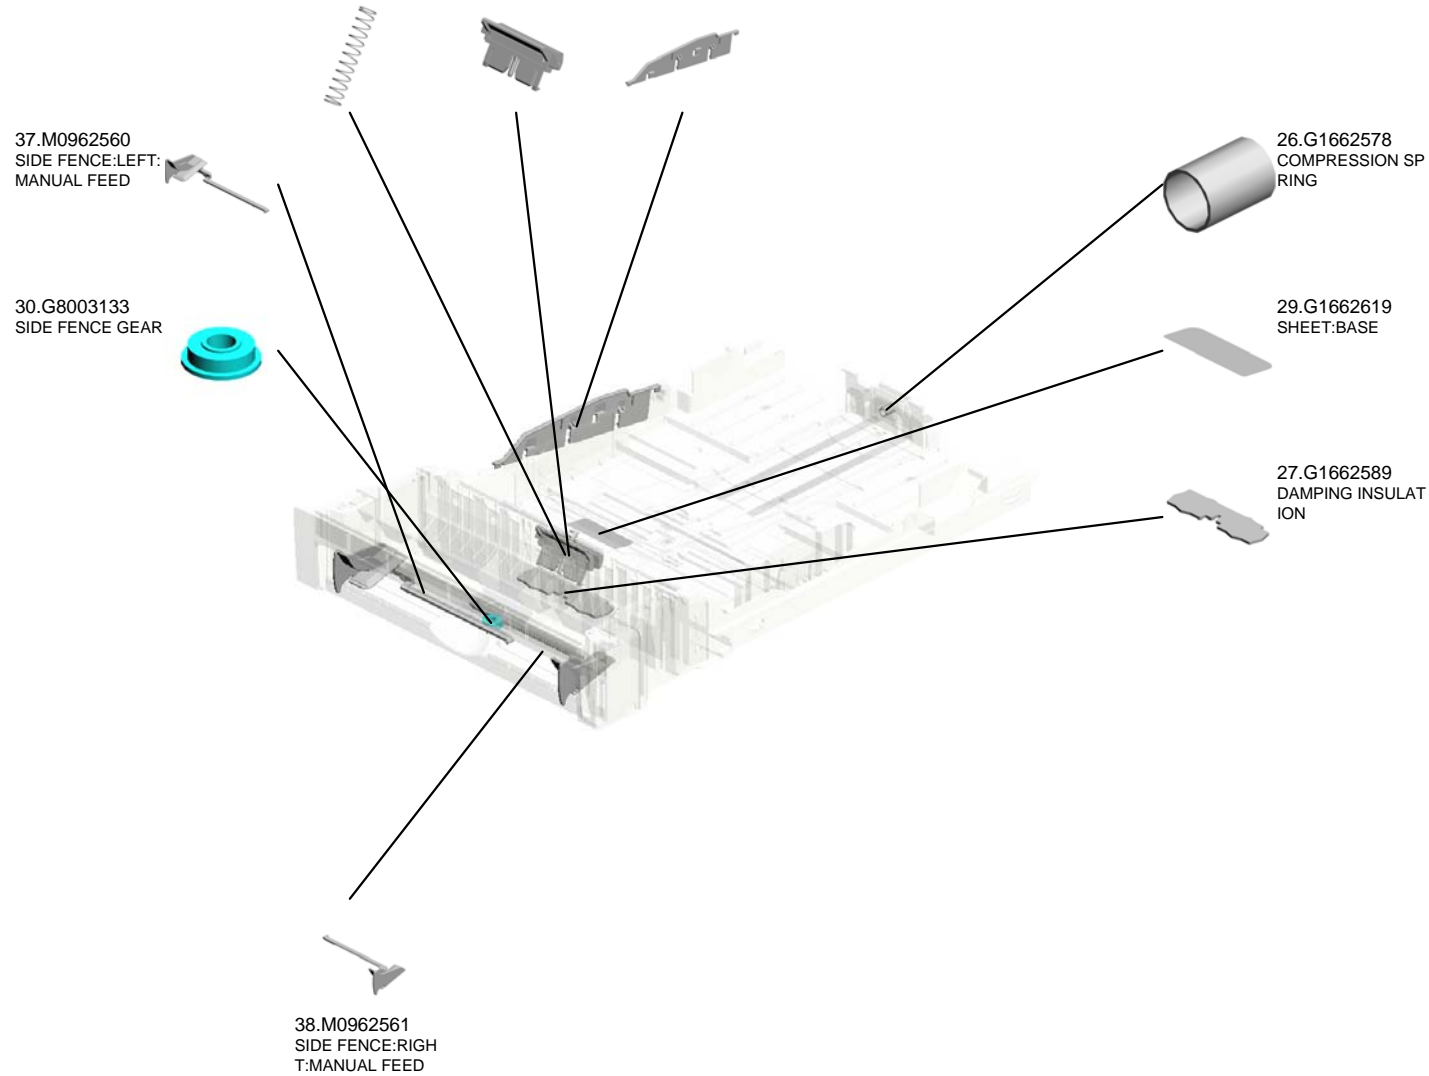 37.M0962560
SIDE FENCE:LEFT:
MANUAL FEED
30.G8003133
SIDE FENCE GEAR
26.G1662578
COMPRESSION SP
RING
29.G1662619
SHEET:BASE
27.G1662589
DAMPING INSULAT
ION
38.M0962561
SIDE FENCE:RIGH
T:MANUAL FEED